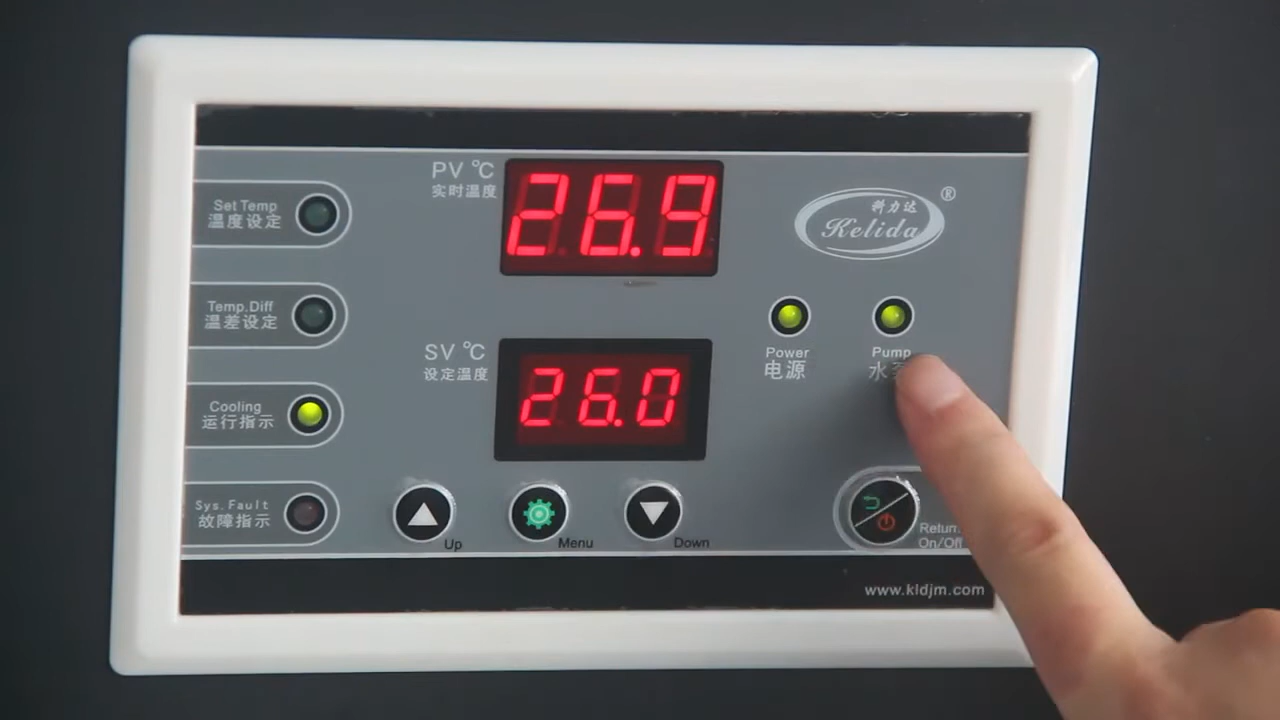 PV ℃
实时温度
26.9
Set Temp
温度设定
科力达
Kelida
®
Temp.Diff
温差设定
SV ℃
设定温度
26.0
Power
电源
Pump
水
Cooling
运行指示
Sys. Fault
故障指示
Up
Menu
Down
On/Off
www.kldjm.com